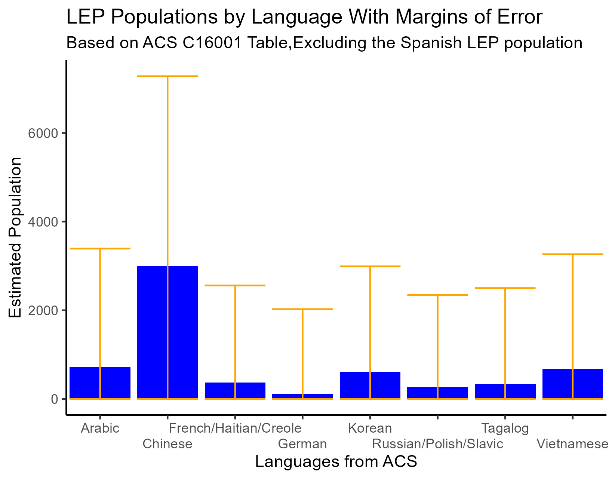 LEP Populations by Language With Margins of Error
Based on ACS C16001 Table,Excluding the Spanish LEP population
Estimated Population
6000
4000
2000
0
Arabic
Chinese
French/Haitian/Creole
German
Korean
Russian/Polish/Slavic
Tagalog
Vietnamese
Languages from ACS